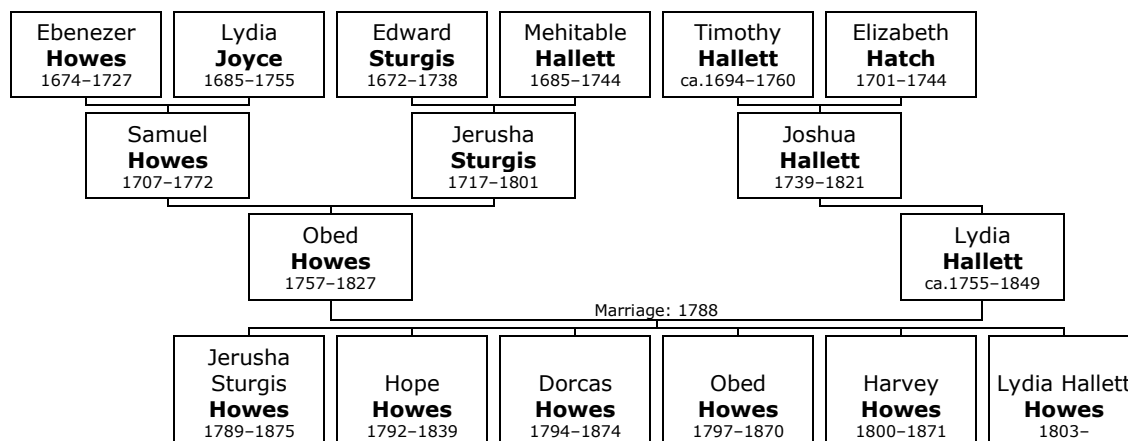 Ebenezer
Howes
1674–1727
Lydia
Joyce
1685–1755
Edward
Sturgis
1672–1738
Mehitable
Hallett
1685–1744
Timothy
Hallett
ca.1694–1760
Elizabeth
Hatch
1701–1744
Samuel
Howes
1707–1772
Jerusha
Sturgis
1717–1801
Joshua
Hallett
1739–1821
Obed
Howes
1757–1827
Lydia
Hallett
ca.1755–1849
Marriage: 1788
Jerusha
Sturgis
Howes
1789–1875
Hope
Howes
1792–1839
Dorcas
Howes
1794–1874
Obed
Howes
1797–1870
Harvey
Howes
1800–1871
Lydia Hallett
Howes
1803–